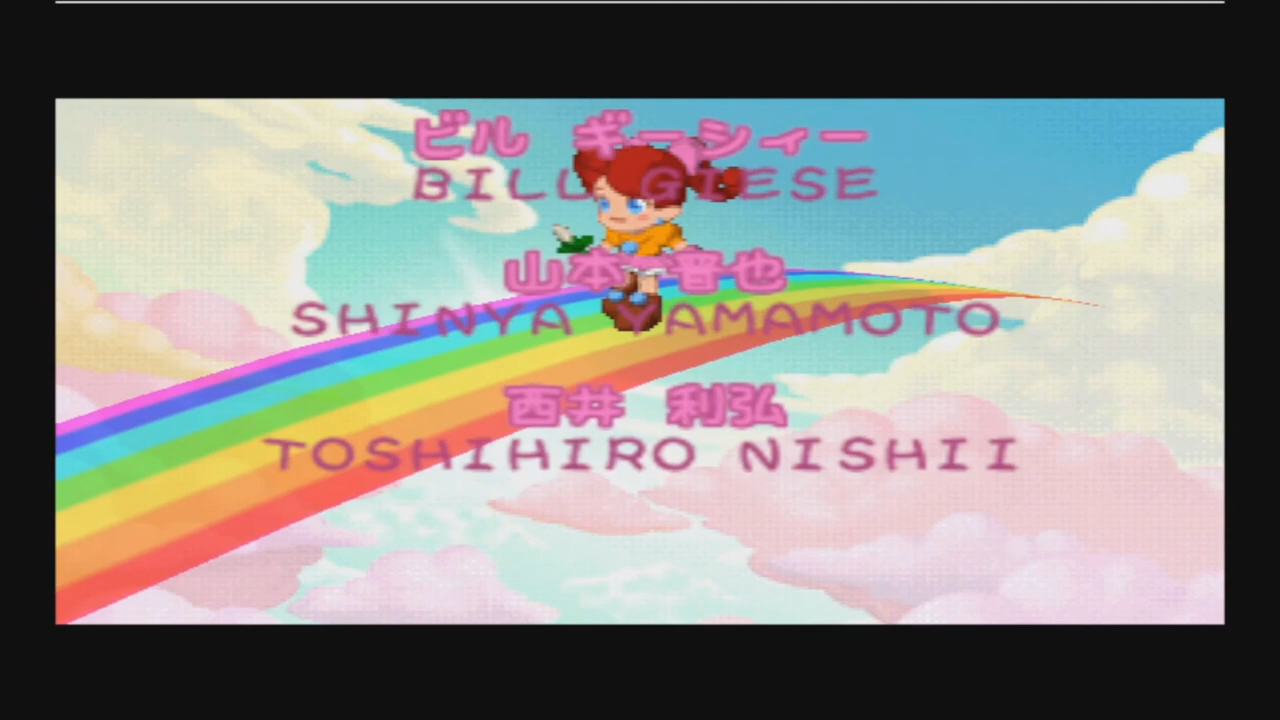 ビル ギーシィー
BILL GIESE
山本 晋也
SHINYA YAMAMOTO
西井 利弘
TOSHIHIRO NISHII